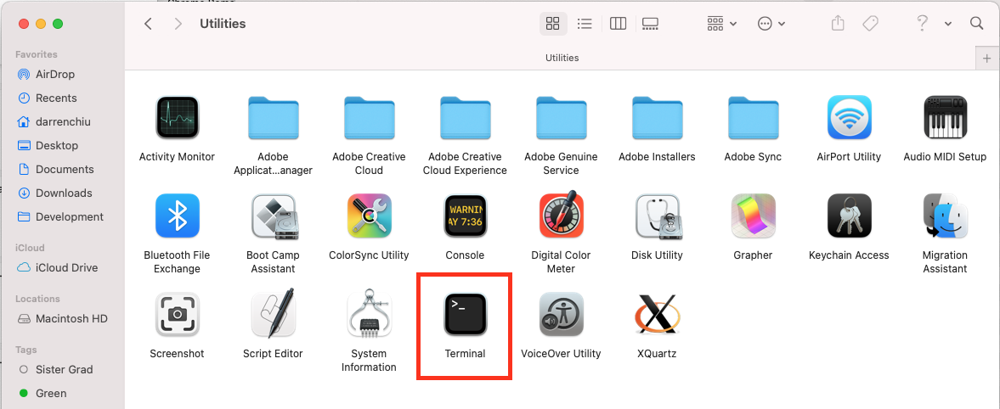 Utilities
Utilities
Favorites
AirDrop
Recents
darrenchiu
Desktop
Documents
Downloads
Development
iCloud
iCloud Drive
Locations
Macintosh HD
Tags
Sister Grad
Green
Activity Monitor
Adobe
Applicat...anager
Adobe Creative
Cloud
Adobe Creative
Cloud Experience
Adobe Genuine
Service
Adobe Installers
Adobe Sync
AirPort Utility
Audio MIDI Setup
Bluetooth File
Exchange
Boot Camp
Assistant
ColorSync Utility
WARNIN
AY 7:36
Console
Digital Color
Meter
Disk Utility
Grapher
Keychain Access
Migration
Assistant
Screenshot
Script Editor
System
Information
>_
Terminal
VoiceOver Utility
X
XQuartz